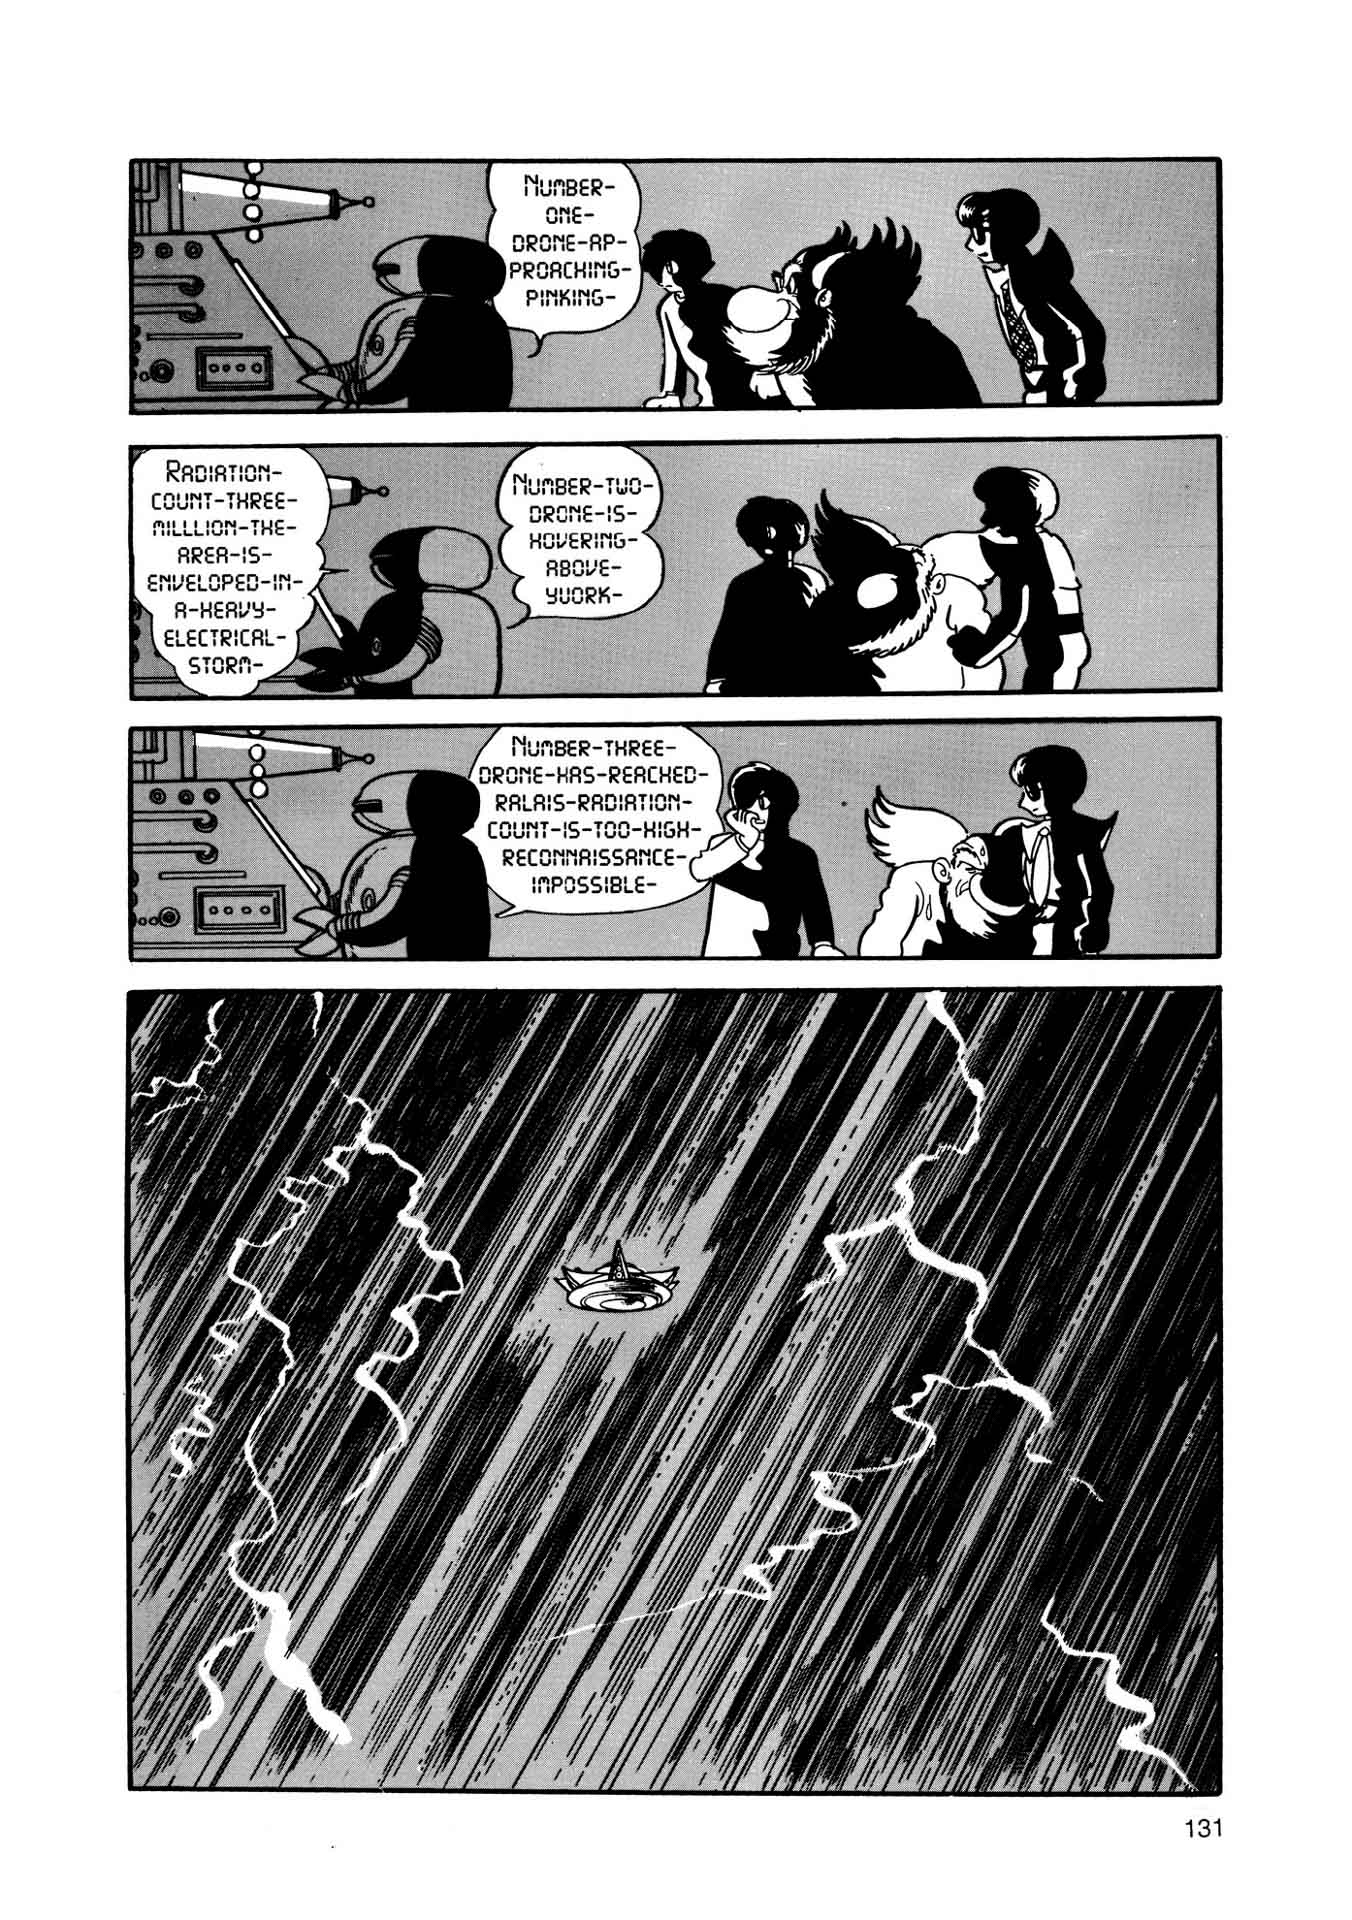 NUMBER-
ONE-
DRONE-AP-
PROACHING-
PINKING-
RADIATION-
COUNT-THREE-
MILLLION-THE-
AREA-IS-
ENVELOPED-IN-
A-HEAVY-
ELECTRICAL-
STORM-
NUMBER-TWO-
DRONE-IS-
HOVERING-
ABOVE-
YUORK-
NUMBER-THREE-
DRONE-HAS-REACHED-
RALAIS-RADIATION-
COUNT-IS-TOO-HIGH-
RECONNAISSANCE-
IMPOSSIBLE-
131